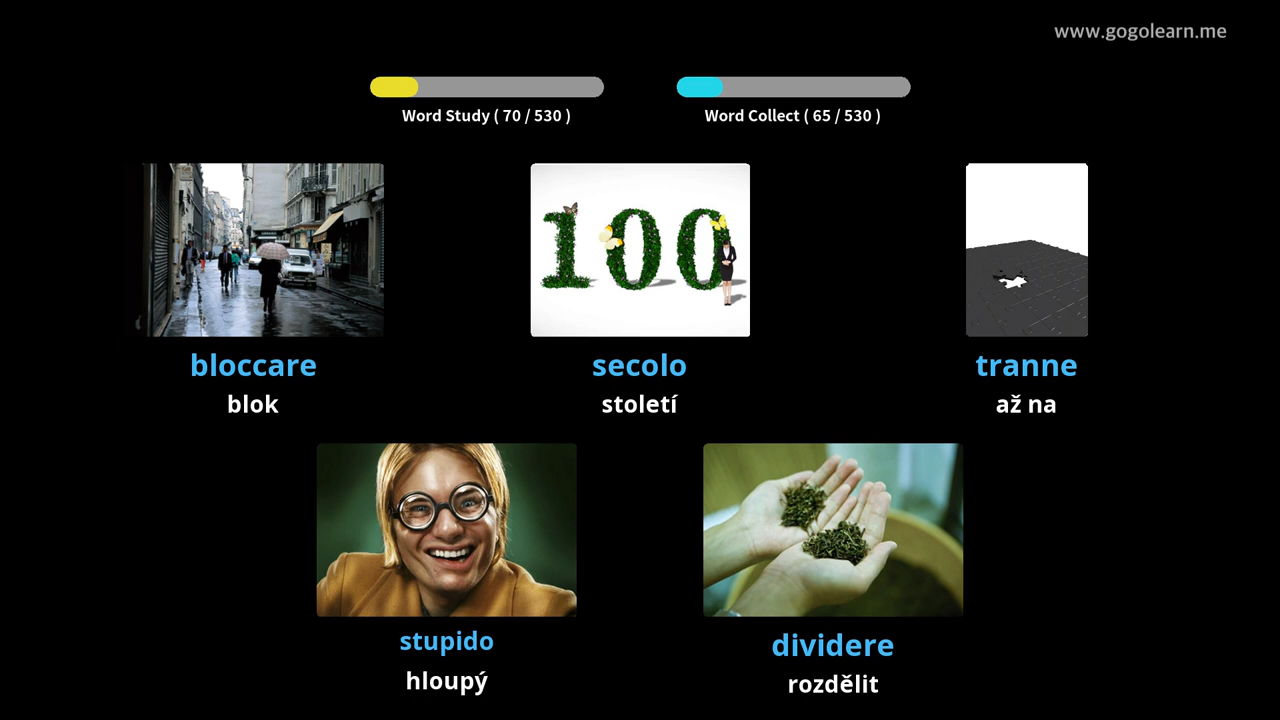 www.gogolearn.me
Word Study ( 70 / 530 )
Word Collect ( 65 / 530 )
bloccare
blok
secolo
století
tranne
až na
stupido
hloupý
dividere
rozdělit